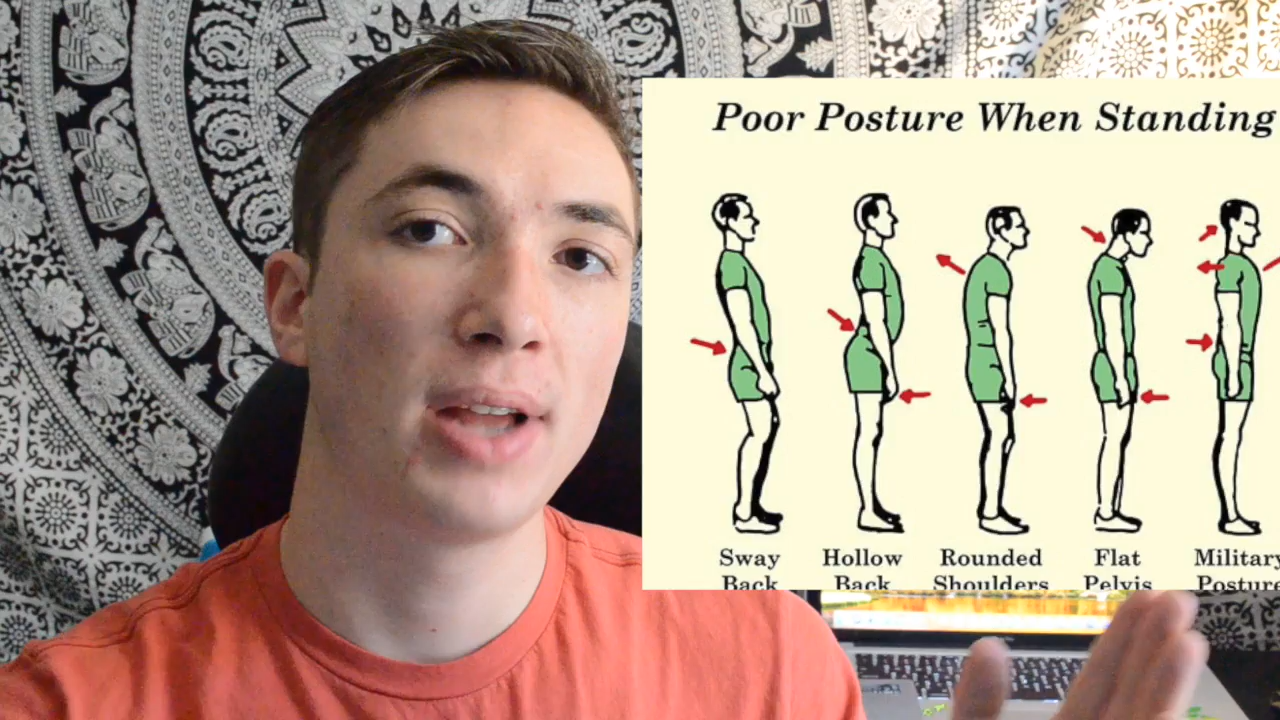 Poor Posture When Standing
Sway Hollow Rounded Flat Military
Back Back Shoulders Pelvis Posture